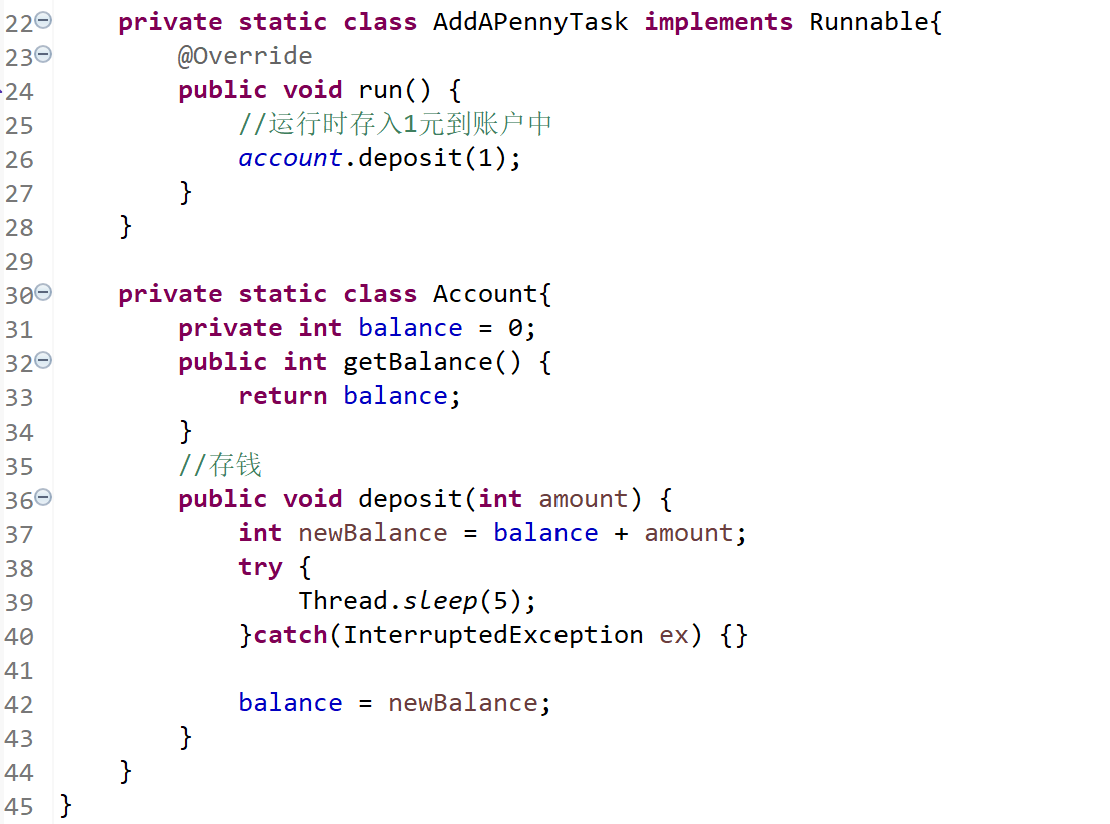 22 private static class AddAPennyTask implements Runnable{
23 @Override
24 public void run() {
25 //运行时存入1元到账户中
26 account.deposit(1);
27 }
28 }
29
30 private static class Account{
31 private int balance = 0;
32 public int getBalance() {
33 return balance;
34 }
35 //存钱
36 public void deposit(int amount) {
37 int newBalance = balance + amount;
38 try {
39 Thread.sleep(5);
40 }catch(InterruptedException ex) {}
41
42 balance = newBalance;
43 }
44 }
45 }